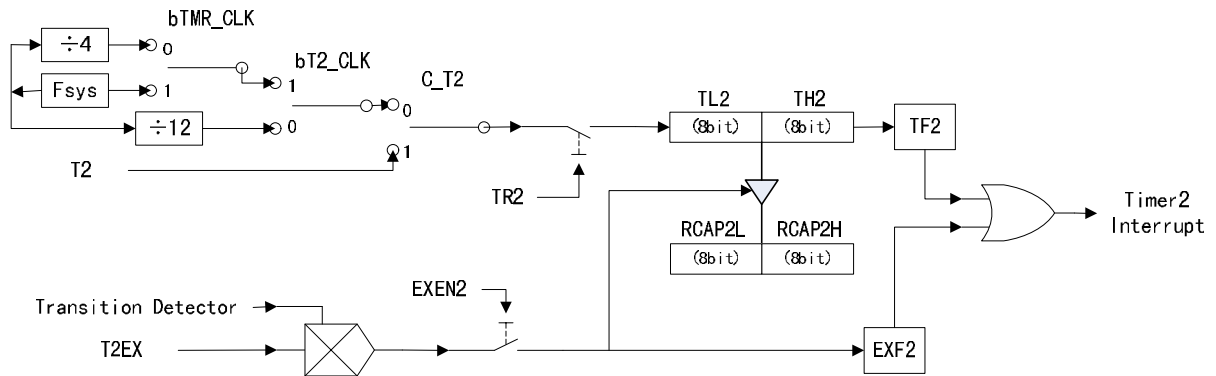 bTMR_CLK
÷4
0
bT2_CLK
C_T2
Fsys
1
1
0
TL2
TH2
÷12
0
(8bit)
(8bit)
TF2
T2
1
TR2
Timer2
Interrupt
RCAP2L
RCAP2H
(8bit)
(8bit)
EXEN2
Transition Detector
T2EX
EXF2